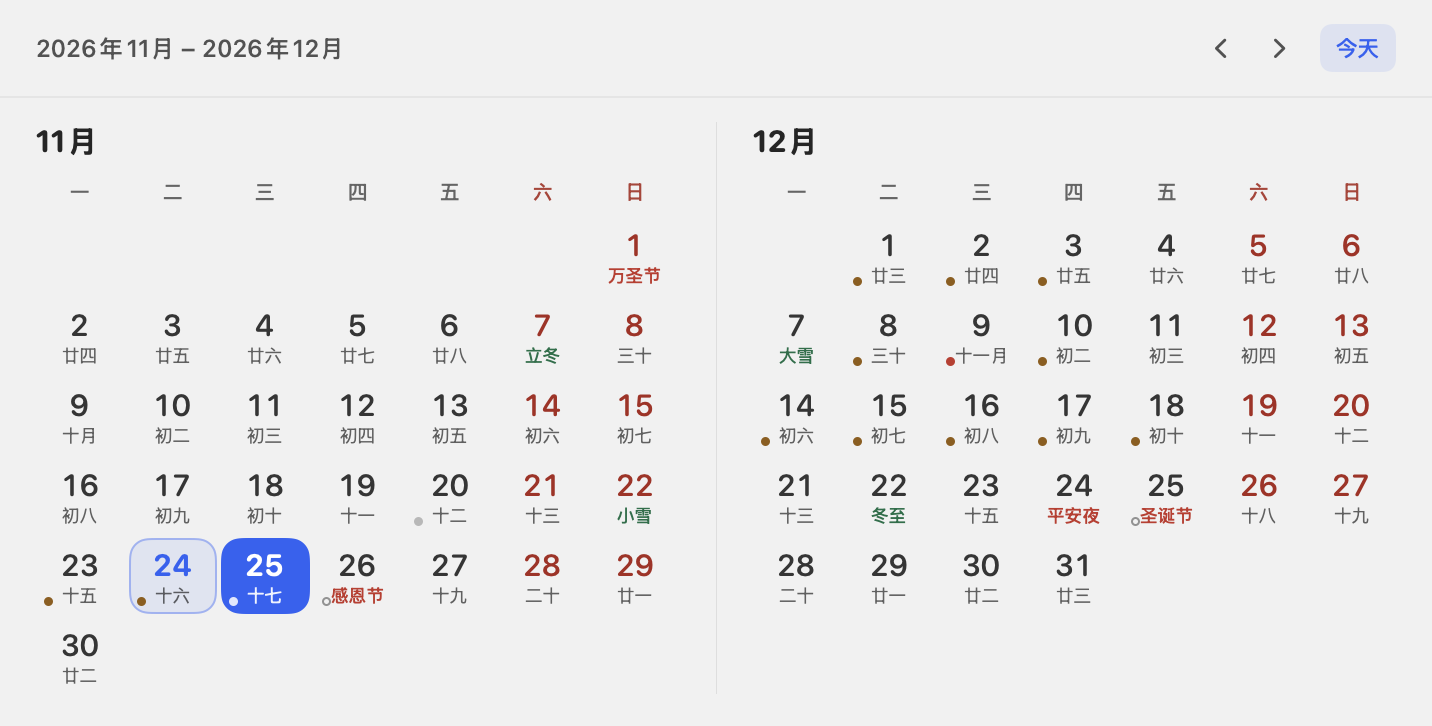 2026年11月 – 2026年12月
今天
11月
一 二 三 四 五 六 日
1
万圣节
2 3 4 5 6 7 8
廿四 廿五 廿六 廿七 廿八 立冬 三十
9 10 11 12 13 14 15
十月 初二 初三 初四 初五 初六 初七
16 17 18 19 20 21 22
初八 初九 初十 十一 十二 十三 小雪
23 24 25 26 27 28 29
十五 十六 十七 感恩节 十九 二十 廿一
30
廿二
12月
一 二 三 四 五 六 日
1 2 3 4 5 6
廿三 廿四 廿五 廿六 廿七 廿八
7 8 9 10 11 12 13
大雪 三十 十一月 初二 初三 初四 初五
14 15 16 17 18 19 20
初六 初七 初八 初九 初十 十一 十二
21 22 23 24 25 26 27
十三 冬至 十五 平安夜 圣诞节 十八 十九
28 29 30 31
二十 廿一 廿二 廿三